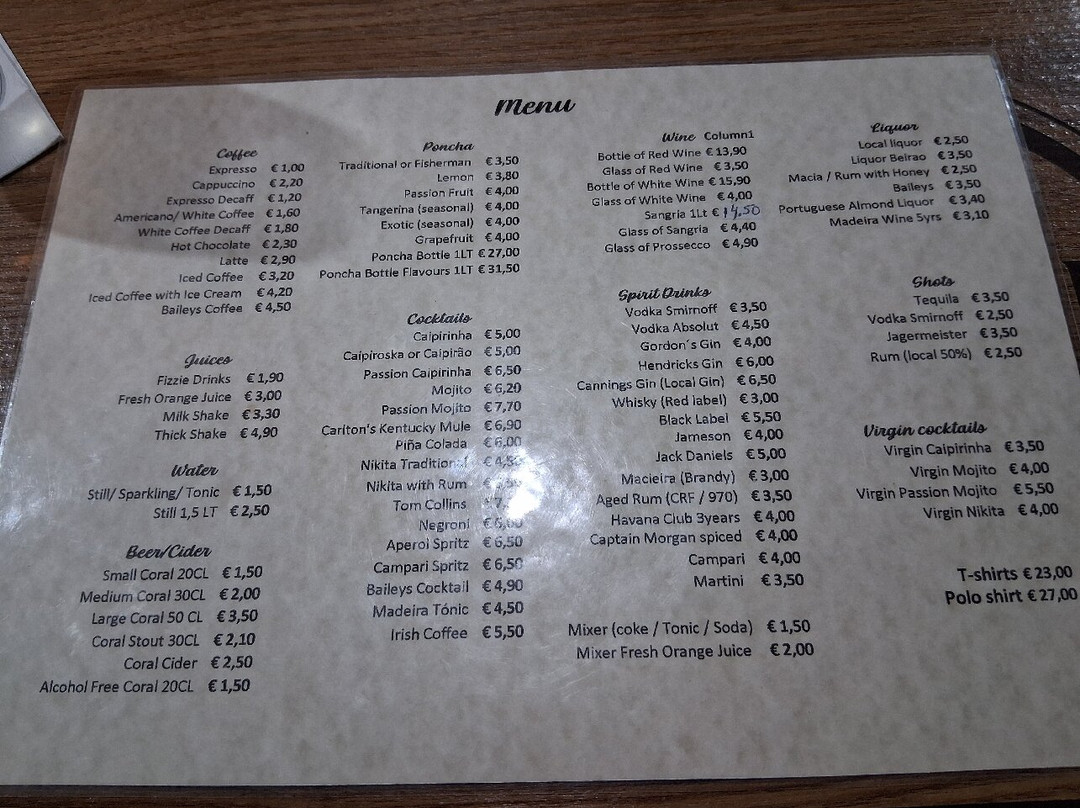 Menu
Coffee
Expresso € 1,00
Cappuccino € 2,20
Expresso Decaff € 1,20
Americano/ White Coffee € 1,60
White Coffee Decaff € 1,80
Hot Chocolate € 2,30
Latte € 2,90
Iced Coffee € 3,20
Iced Coffee with Ice Cream € 4,20
Baileys Coffee € 4,50
Juices
Fizzie Drinks € 1,90
Fresh Orange Juice € 3,00
Milk Shake € 3,30
Thick Shake € 4,90
Water
Still/ Sparkling/ Tonic € 1,50
Still 1,5 LT € 2,50
Beer/Cider
Small Coral 20CL € 1,50
Medium Coral 30CL € 2,00
Large Coral 50 CL € 3,50
Coral Stout 30CL € 2,10
Coral Cider € 2,50
Alcohol Free Coral 20CL € 1,50
Poncha
Traditional or Fisherman € 3,50
Lemon € 3,80
Passion Fruit € 4,00
Tangerina (seasonal) € 4,00
Exotic (seasonal) € 4,00
Grapefruit € 4,00
Poncha Bottle 1LT € 27,00
Poncha Bottle Flavours 1LT € 31,50
Cocktails
Caipirinha € 5,00
Caipiroska or Caipirão € 5,00
Passion Caipirinha € 6,50
Mojito € 6,20
Passion Mojito € 7,70
Carlton's Kentucky Mule € 6,90
Piña Colada € 6,00
Nikita Traditional
Nikita with Rum
Tom Collins
Negroni
Aperol Spritz € 6,50
Campari Spritz € 6,50
Baileys Cocktail € 4,90
Madeira Tónic € 4,50
Irish Coffee € 5,50
Wine Column1
Bottle of Red Wine € 13,90
Glass of Red Wine € 3,50
Bottle of White Wine € 15,90
Glass of White Wine € 4,00
Sangria 1Lt € 14,50
Glass of Sangria € 4,40
Glass of Prossecco € 4,90
Spirit Drinks
Vodka Smirnoff € 3,50
Vodka Absolut € 4,50
Gordon´s Gin € 4,00
Hendricks Gin € 6,00
Cannings Gin (Local Gin) € 6,50
Whisky (Red label) € 3,00
Black Label € 5,50
Jameson € 4,00
Jack Daniels € 5,00
Macieira (Brandy) € 3,00
Aged Rum (CRF / 970) € 3,50
Havana Club 3years € 4,00
Captain Morgan spiced € 4,00
Campari € 4,00
Martini € 3,50
Mixer (coke / Tonic / Soda) € 1,50
Mixer Fresh Orange Juice € 2,00
Liquor
Local liquor € 2,50
Liquor Beirao € 3,50
Macia / Rum with Honey € 2,50
Baileys € 3,50
Portuguese Almond Liquor € 3,40
Madeira Wine 5yrs € 3,10
Shots
Tequila € 3,50
Vodka Smirnoff € 2,50
Jagermeister € 3,50
Rum (local 50%) € 2,50
Virgin cocktails
Virgin Caipirinha € 3,50
Virgin Mojito € 4,00
Virgin Passion Mojito € 5,50
Virgin Nikita € 4,00
T-shirts € 23,00
Polo shirt € 27,00